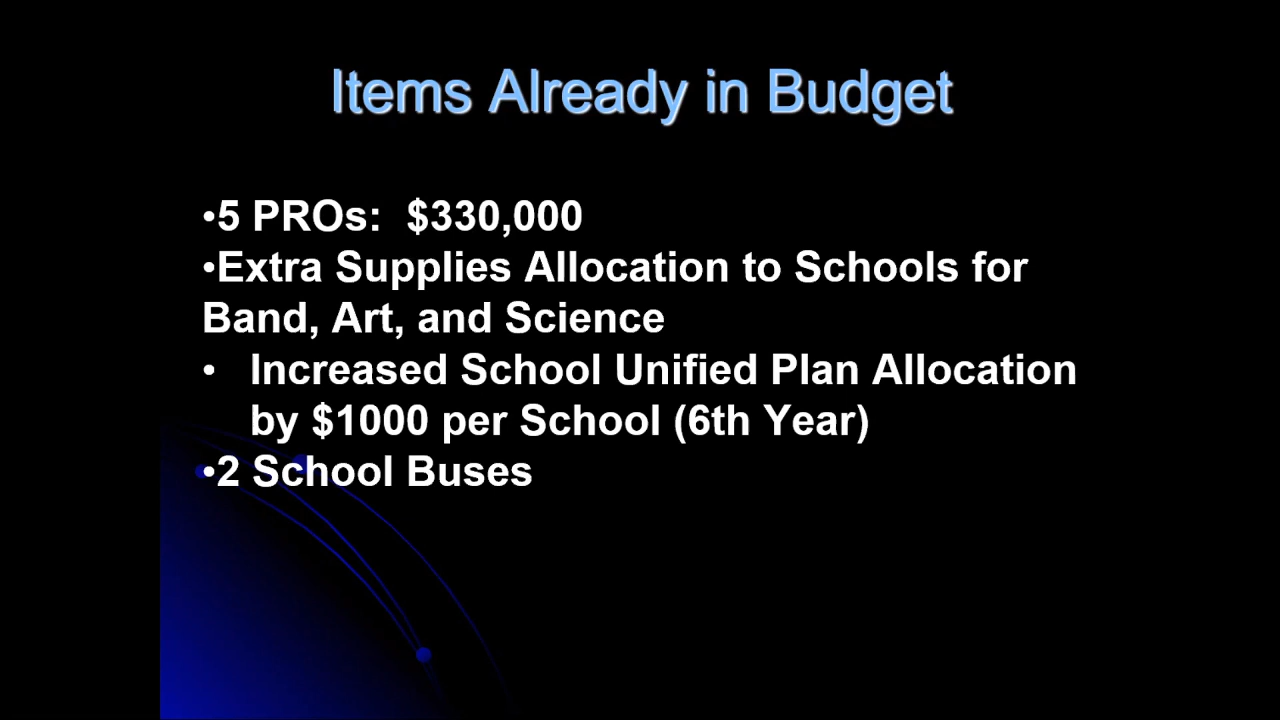 Items Already in Budget
•5 PROs:  $330,000
•Extra Supplies Allocation to Schools for
Band, Art, and Science
•   Increased School Unified Plan Allocation
by $1000 per School (6th Year)
•2 School Buses